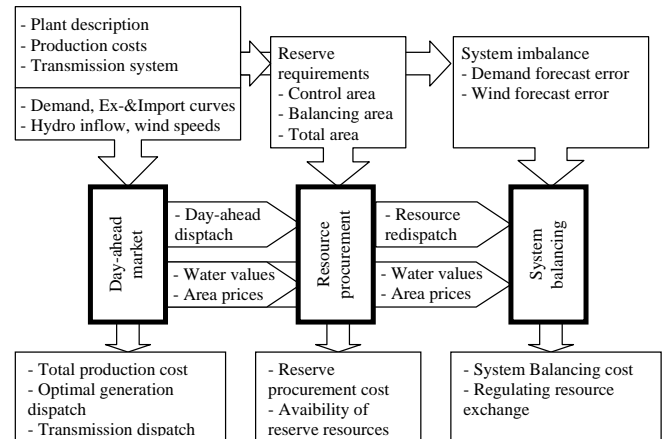 - Plant description
- Production costs
- Transmission system
- Demand, Ex-&Import curves
- Hydro inflow, wind speeds
Reserve
requirements
- Control area
- Balancing area
- Total area
System imbalance
- Demand forecast error
- Wind forecast error
Day-ahead
market
- Day-ahead
disptach
- Water values
- Area prices
Resource
procurement
- Resource
redispatch
- Water values
- Area prices
System
balancing
- Total production cost
- Optimal generation
dispatch
- Transmission dispatch
- Reserve
procurement cost
- Avaibility of
reserve resources
- System Balancing cost
- Regulating resource
exchange